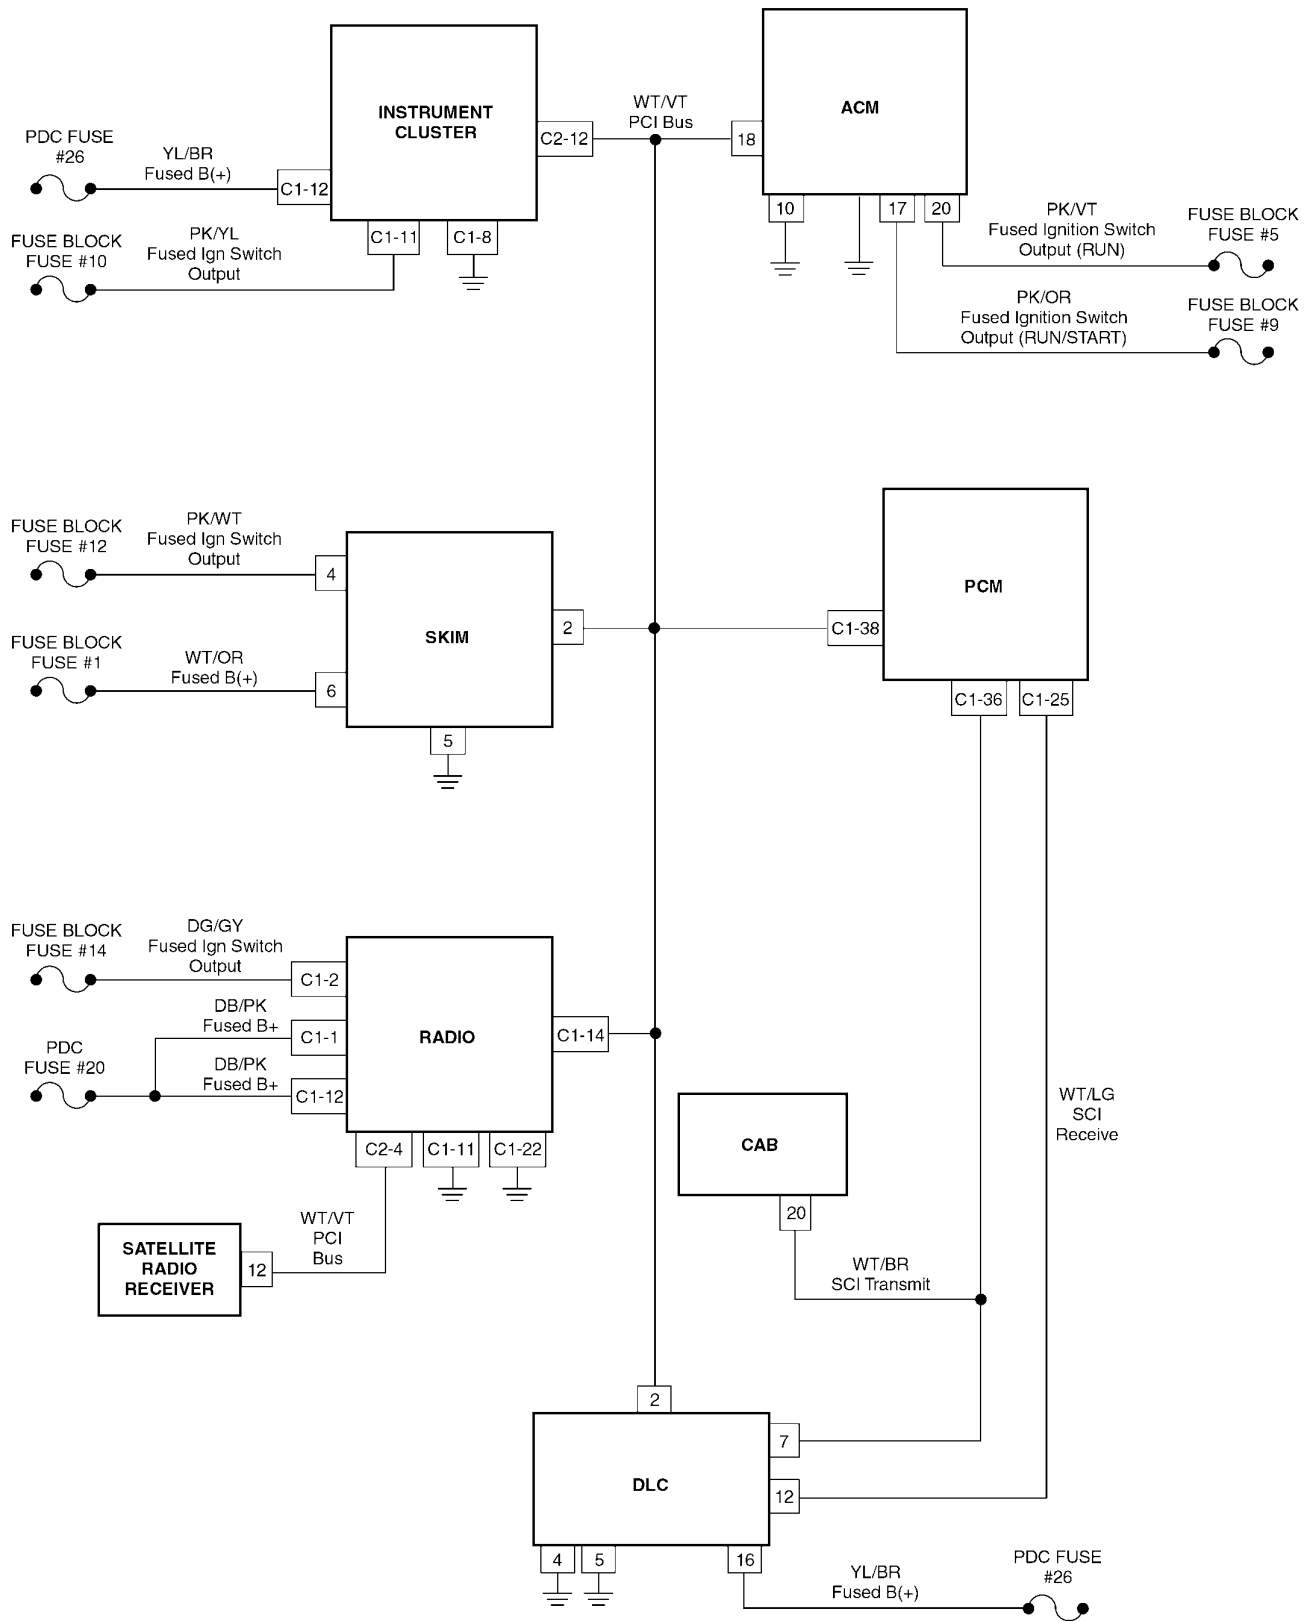 INSTRUMENT
CLUSTER
ACM
WT/VT
PCI Bus
C2-12
18
PDC FUSE
#26
YL/BR
Fused B(+)
C1-12
C1-11
C1-8
FUSE BLOCK
FUSE #10
PK/YL
Fused Ign Switch
Output
10
17
20
PK/VT
Fused Ignition Switch
Output (RUN)
FUSE BLOCK
FUSE #5
PK/OR
Fused Ignition Switch
Output (RUN/START)
FUSE BLOCK
FUSE #9
FUSE BLOCK
FUSE #12
PK/WT
Fused Ign Switch
Output
4
SKIM
2
FUSE BLOCK
FUSE #1
WT/OR
Fused B(+)
6
5
PCM
C1-38
C1-36
C1-25
FUSE BLOCK
FUSE #14
DG/GY
Fused Ign Switch
Output
C1-2
DB/PK
Fused B+
C1-1
RADIO
C1-14
PDC
FUSE #20
DB/PK
Fused B+
C1-12
C2-4
C1-11
C1-22
WT/VT
PCI
Bus
SATELLITE
RADIO
RECEIVER
12
CAB
20
WT/BR
SCI Transmit
WT/LG
SCI
Receive
2
DLC
7
12
4
5
16
YL/BR
Fused B(+)
PDC FUSE
#26